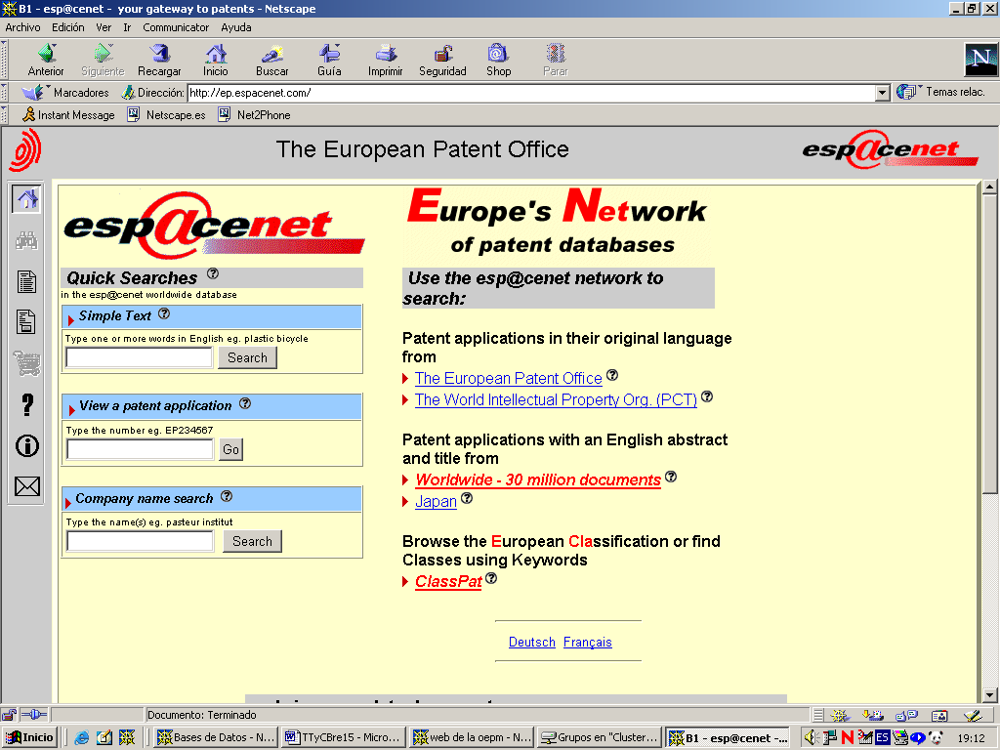 B1 - esp@cenet - your gateway to patents - Netscape
Archivo Edición Ver Ir Communicator Ayuda
Anterior Siguiente Recargar Inicio Buscar Guía Imprimir Seguridad Shop Parar
Marcadores Dirección: http://ep.espacenet.com/ Temas relac.
Instant Message Netscape.es Net2Phone
The European Patent Office
esp@cenet
esp@cenet
Europe's Network
of patent databases
Quick Searches
in the esp@cenet worldwide database
Simple Text
Type one or more words in English eg. plastic bicycle
Search
View a patent application
Type the number eg. EP234567
Go
Company name search
Type the name(s) eg. pasteur institut
Search
Use the esp@cenet network to
search:
Patent applications in their original language
from
The European Patent Office
The World Intellectual Property Org. (PCT)
Patent applications with an English abstract
and title from
Worldwide - 30 million documents
Japan
Browse the European Classification or find
Classes using Keywords
ClassPat
Deutsch Français
Documento: Terminado
Inicio Bases de Datos - N... TTyCBre15 - Micro... web de la oepm - N... Grupos en "Cluster... B1 - esp@cenet -... ES 19:12